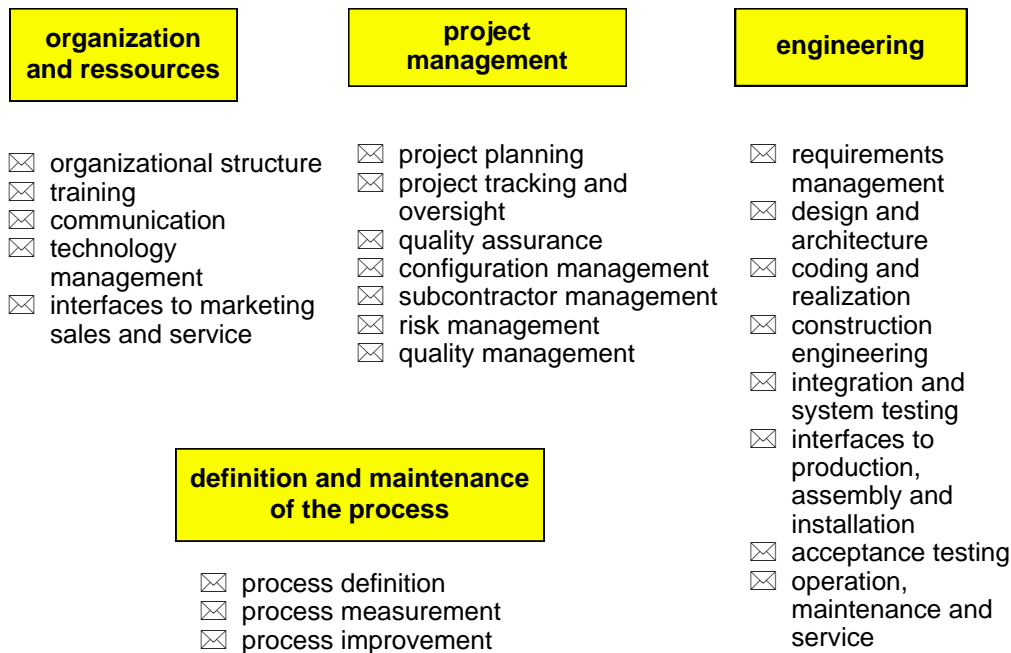 organization
and ressources
organizational structure
training
communication
technology
management
interfaces to marketing
sales and service
project
management
project planning
project tracking and
oversight
quality assurance
configuration management
subcontractor management
risk management
quality management
engineering
requirements
management
design and
architecture
coding and
realization
construction
engineering
integration and
system testing
interfaces to
production,
assembly and
installation
acceptance testing
operation,
maintenance and
service
definition and maintenance
of the process
process definition
process measurement
process improvement